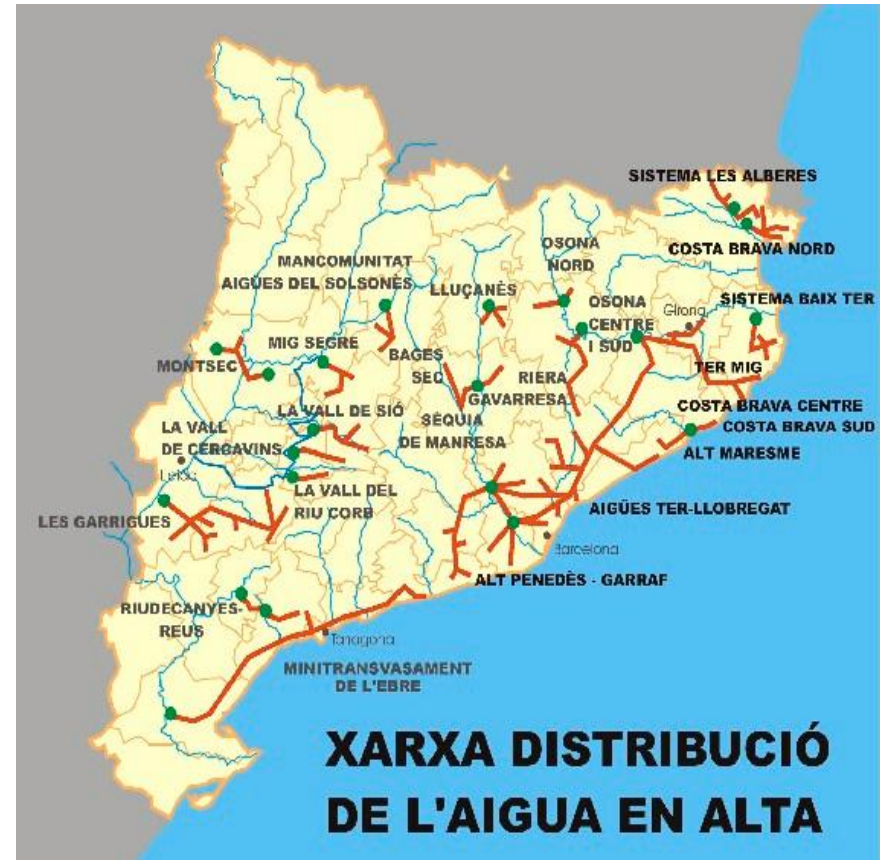 SISTEMA LES ALBERES
COSTA BRAVA NORD
OSONA
NORD
MANCOMUNITAT
AIGÜES DEL SOLSONÈS
LLUÇANÈS
SISTEMA BAIX TER
OSONA
CENTRE
I SUD
Girona
MIG SEGRE
MONTSEC
BAGES
SEC
RIERA
GAVARRESA
TER MIG
COSTA BRAVA CENTRE
COSTA BRAVA SUD
LA VALL DE SIÓ
LA VALL
DE CERCAVINS
SÈQUIA
DE MANRESA
ALT MARESME
Lleida
LA VALL DEL
RIU CORB
LES GARRIGUES
AIGÜES TER-LLOBREGAT
Barcelona
ALT PENEDÈS - GARRAF
RIUDECANYES-
REUS
Tarragona
MINITRANSVASAMENT
DE L'EBRE
XARXA DISTRIBUCIÓ
DE L'AIGUA EN ALTA